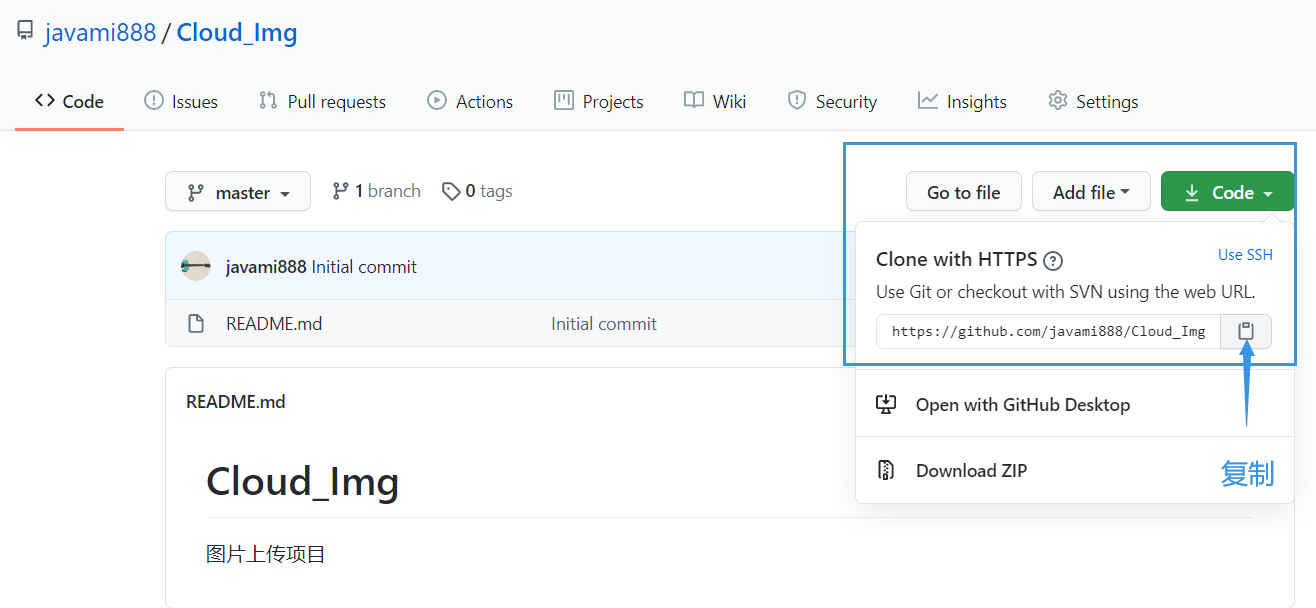 javami888 / Cloud_Img
Code Issues Pull requests Actions Projects Wiki Security Insights Settings
master 1 branch 0 tags Go to file Add file Code
javami888 Initial commit
README.md Initial commit
Clone with HTTPS Use SSH
Use Git or checkout with SVN using the web URL.
https://github.com/javami888/Cloud_Img
Open with GitHub Desktop
Download ZIP
复制
README.md
Cloud_Img
图片上传项目